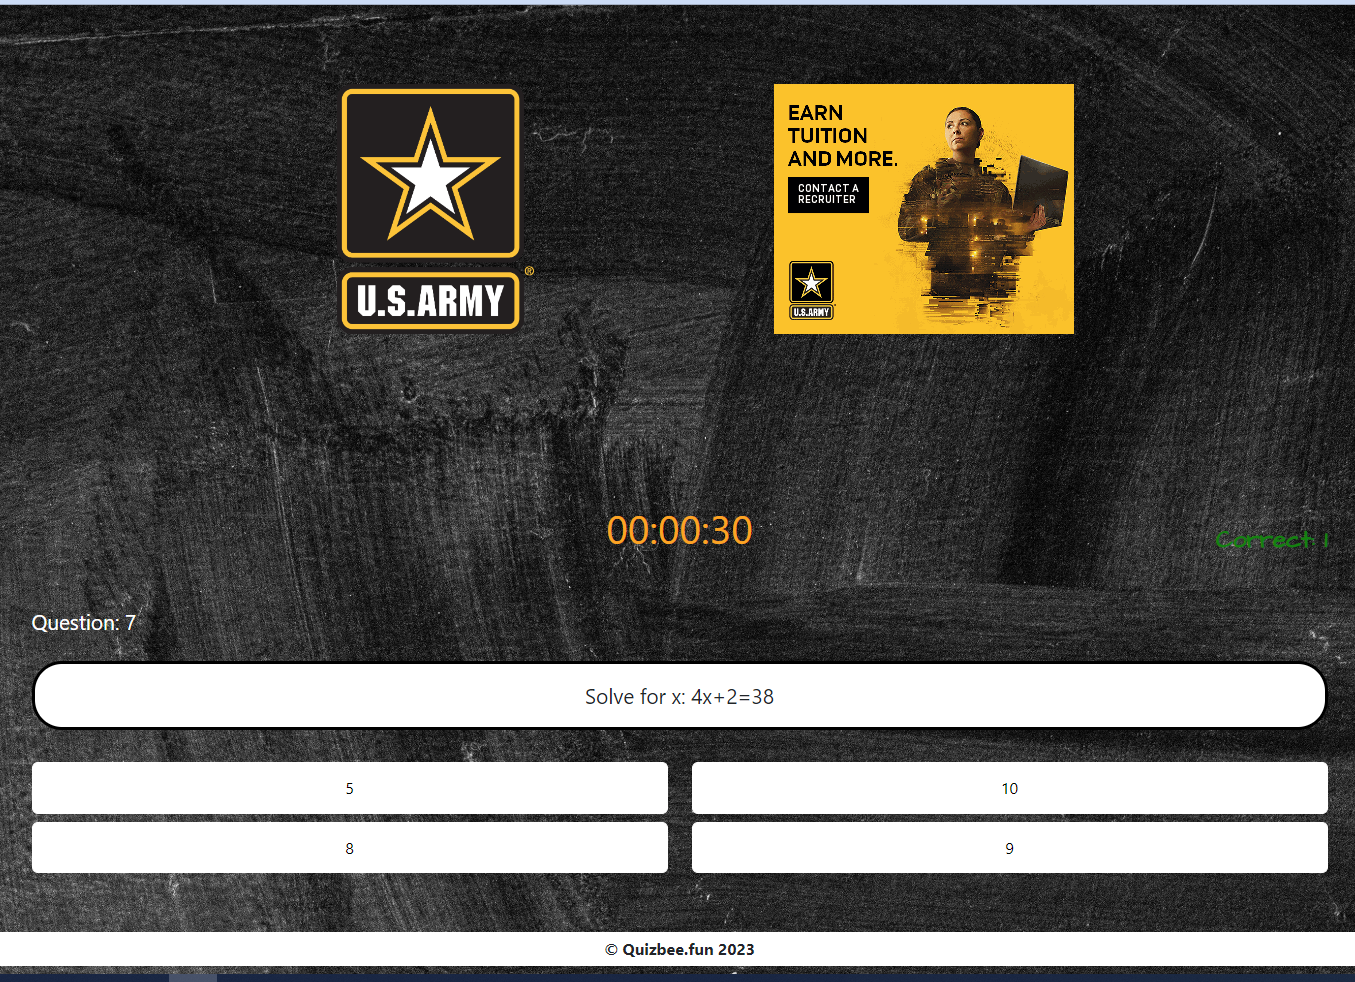 U.S.ARMY
®
EARN
TUITION
AND MORE.
CONTACT A
RECRUITER
U.S.ARMY
00:00:30
Correct: 1
Question: 7
Solve for x: 4x+2=38
5
10
8
9
© Quizbee.fun 2023